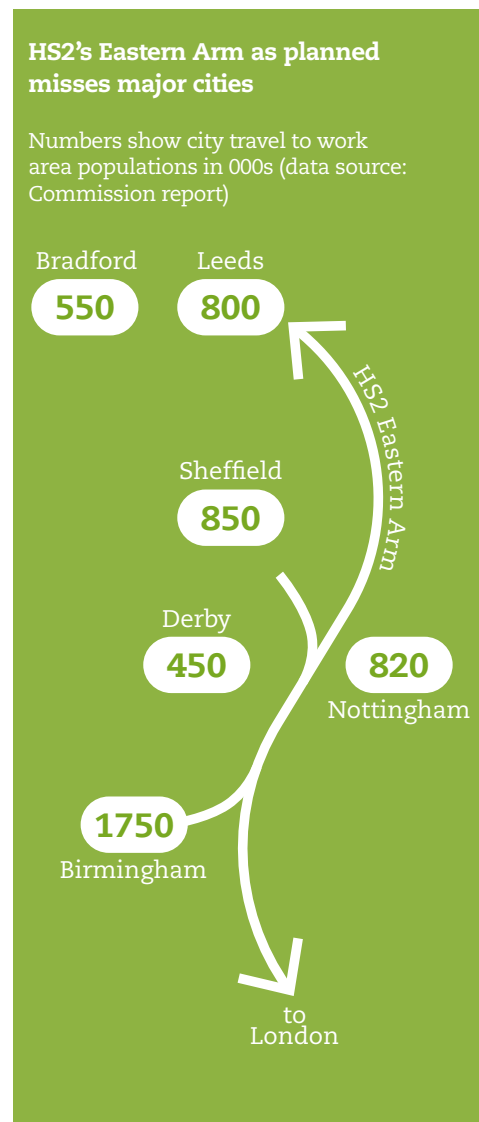 HS2’s Eastern Arm as planned
misses major cities
Numbers show city travel to work
area populations in 000s (data source:
Commission report)
Bradford
550
Leeds
800
HS2 Eastern Arm
Sheffield
850
Derby
450
820
Nottingham
1750
Birmingham
to
London